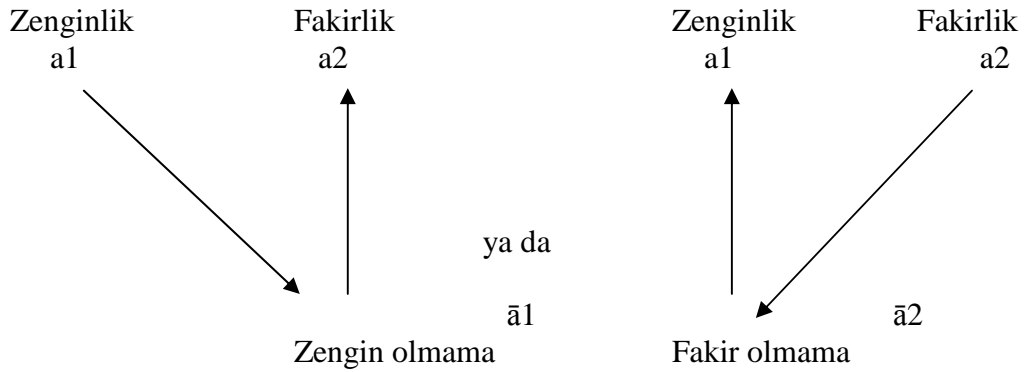 Zenginlik Fakirlik Zenginlik Fakirlik
a1 a2 a1 a2
ya da
ā1 ā2
Zengin olmama Fakir olmama